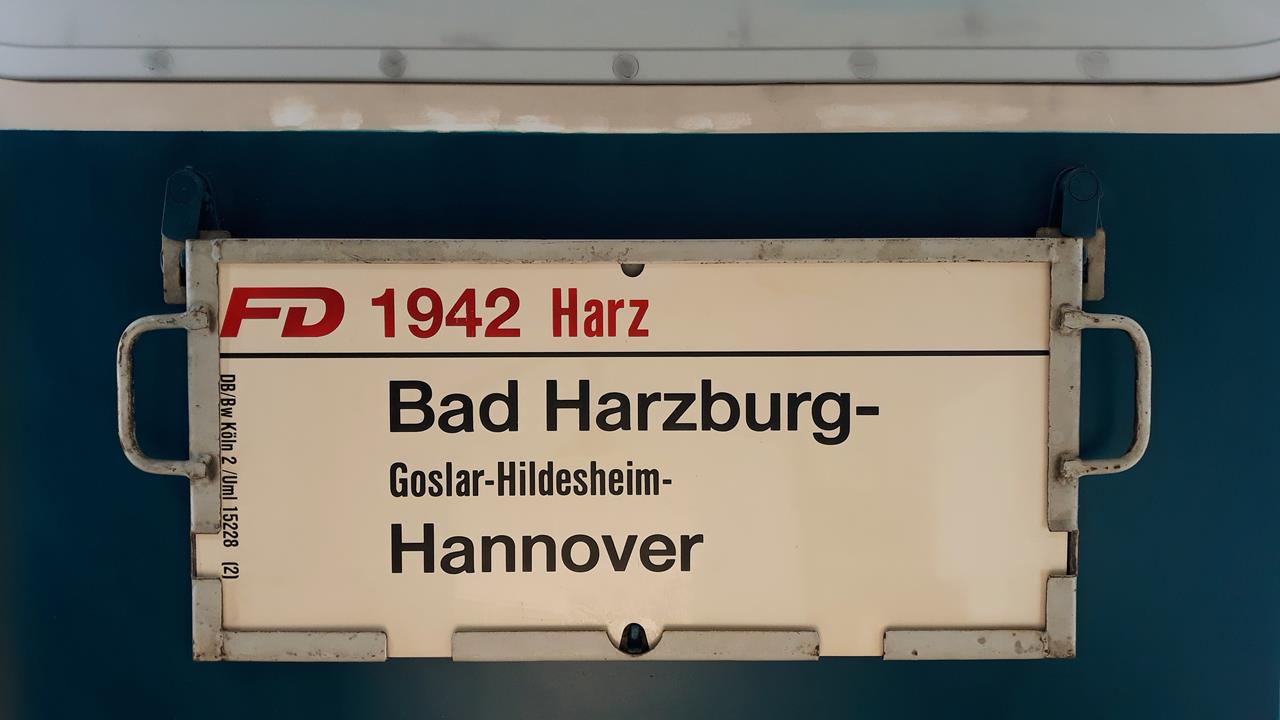 FD 1942 Harz
Bad Harzburg-
Goslar-Hildesheim-
Hannover
DB/Bw Köln 2 /Uml 15228 (2)